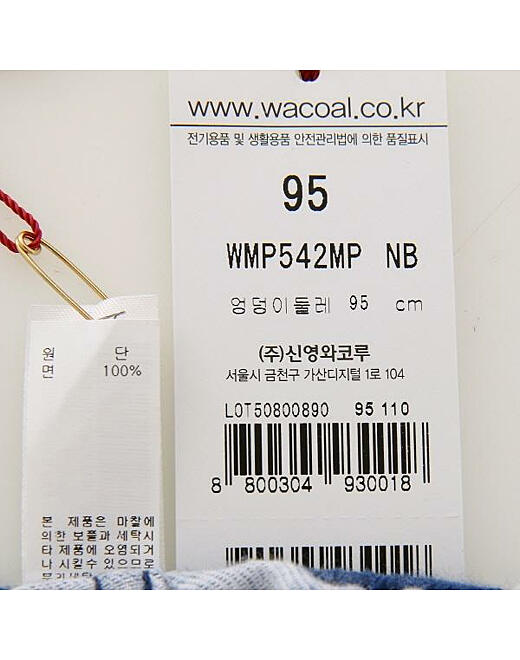 www.wacoal.co.kr
전기용품 및 생활용품 안전관리법에 의한 품질표시
95
WMP542MP NB
엉덩이둘레 95 cm
(주)신영와코루
서울시 금천구 가산디지털 1로 104
LOT50800890 95 110
8 800304 930018
원 단
면 100%
본 제품은 마찰에
의한 보풀과 세탁시
타 제품에 오염되거
나 시킬수 있으므로
분리세탁